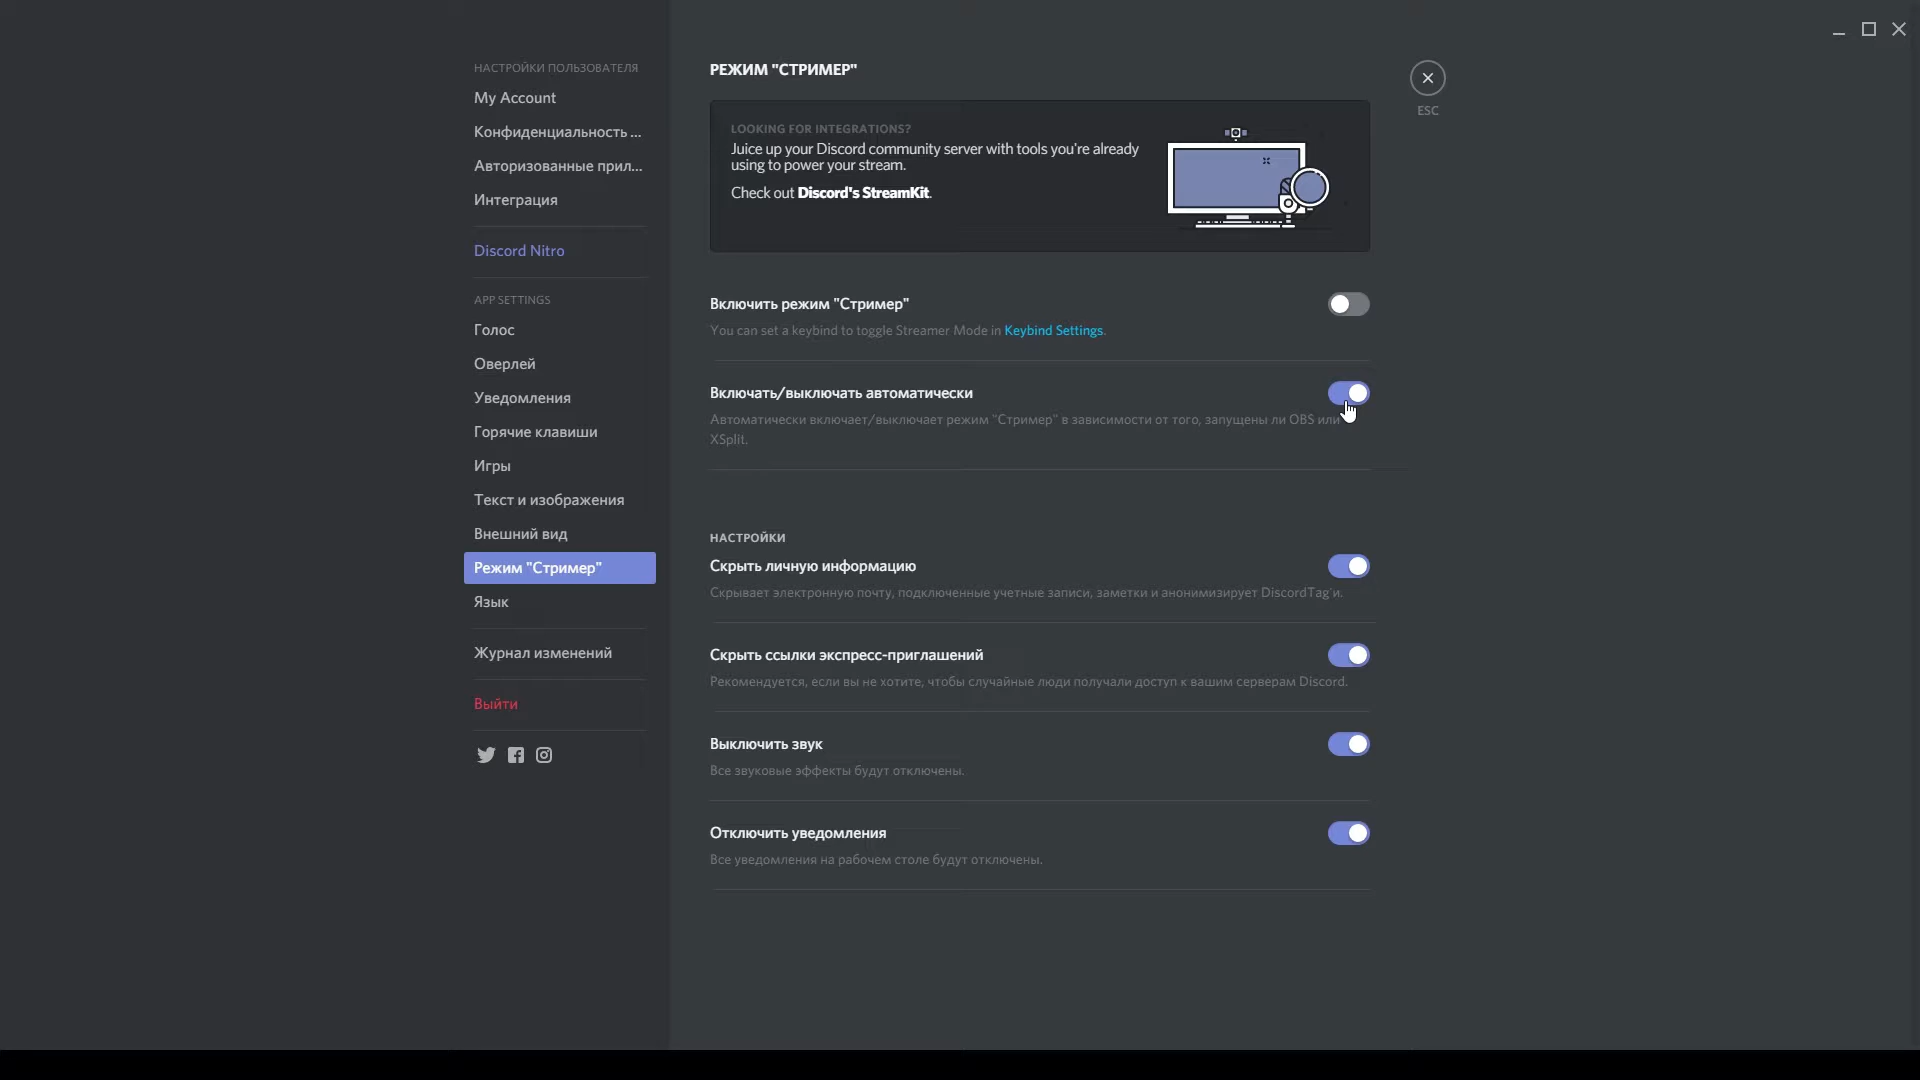 НАСТРОЙКИ ПОЛЬЗОВАТЕЛЯ
My Account
Конфиденциальность ...
Авторизованные прил...
Интеграция
Discord Nitro
APP SETTINGS
Голос
Оверлей
Уведомления
Горячие клавиши
Игры
Текст и изображения
Внешний вид
Режим "Стример"
Язык
Журнал изменений
Выйти
РЕЖИМ "СТРИМЕР"
ESC
LOOKING FOR INTEGRATIONS?
Juice up your Discord community server with tools you're already
using to power your stream.
Check out Discord's StreamKit.
Включить режим "Стример"
You can set a keybind to toggle Streamer Mode in Keybind Settings.
Включать/выключать автоматически
Автоматически включает/выключает режим "Стример" в зависимости от того, запущены ли OBS или
XSplit.
НАСТРОЙКИ
Скрыть личную информацию
Скрывает электронную почту, подключенные учетные записи, заметки и анонимизирует DiscordTag'и.
Скрыть ссылки экспресс-приглашений
Рекомендуется, если вы не хотите, чтобы случайные люди получали доступ к вашим серверам Discord.
Выключить звук
Все звуковые эффекты будут отключены.
Отключить уведомления
Все уведомления на рабочем столе будут отключены.